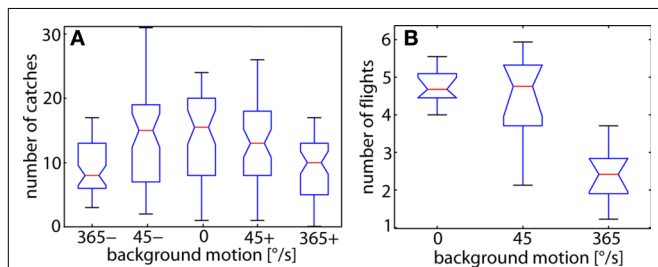 A
number of catches
30
20
10
0
365− 45− 0 45+ 365+
background motion [°/s]
B
number of flights
6
5
4
3
2
1
0 45 365
background motion [°/s]